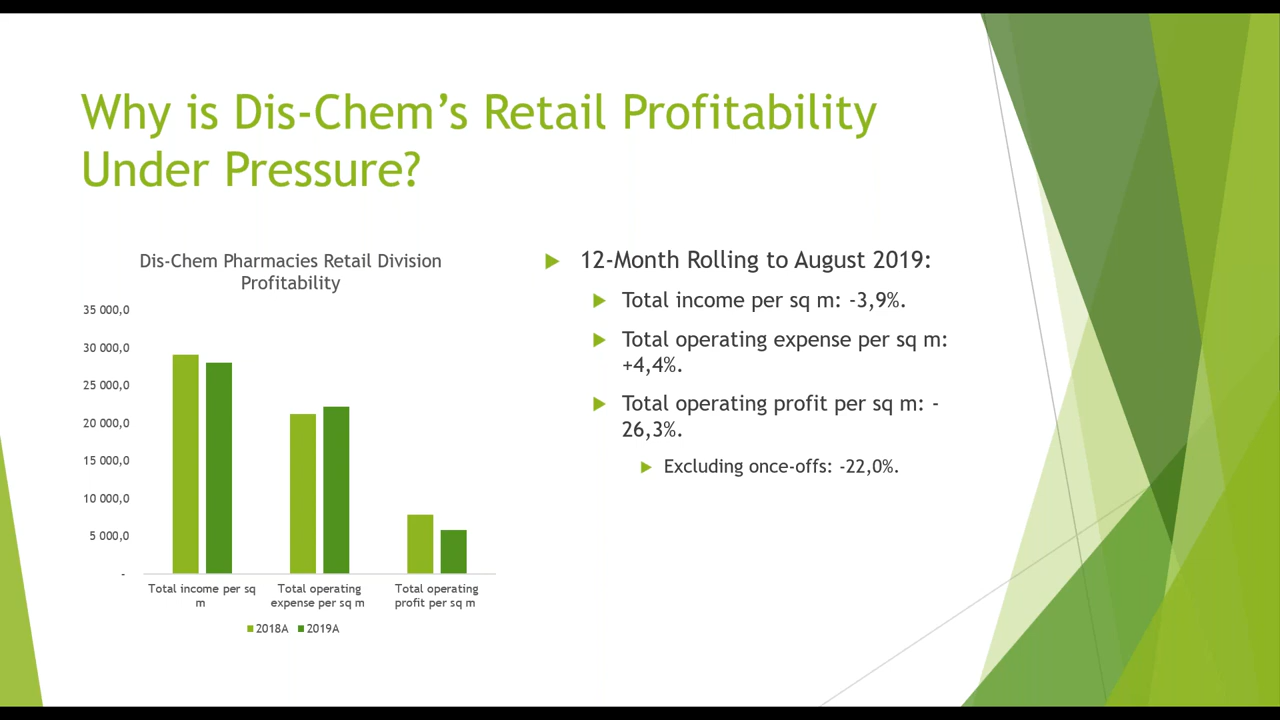 Why is Dis-Chem’s Retail Profitability
Under Pressure?
Dis-Chem Pharmacies Retail Division
Profitability
35 000,0
30 000,0
25 000,0
20 000,0
15 000,0
10 000,0
5 000,0
-
Total income per sq
m
Total operating
expense per sq m
Total operating
profit per sq m
2018A 2019A
12-Month Rolling to August 2019:
Total income per sq m: -3,9%.
Total operating expense per sq m:
+4,4%.
Total operating profit per sq m: -
26,3%.
Excluding once-offs: -22,0%.